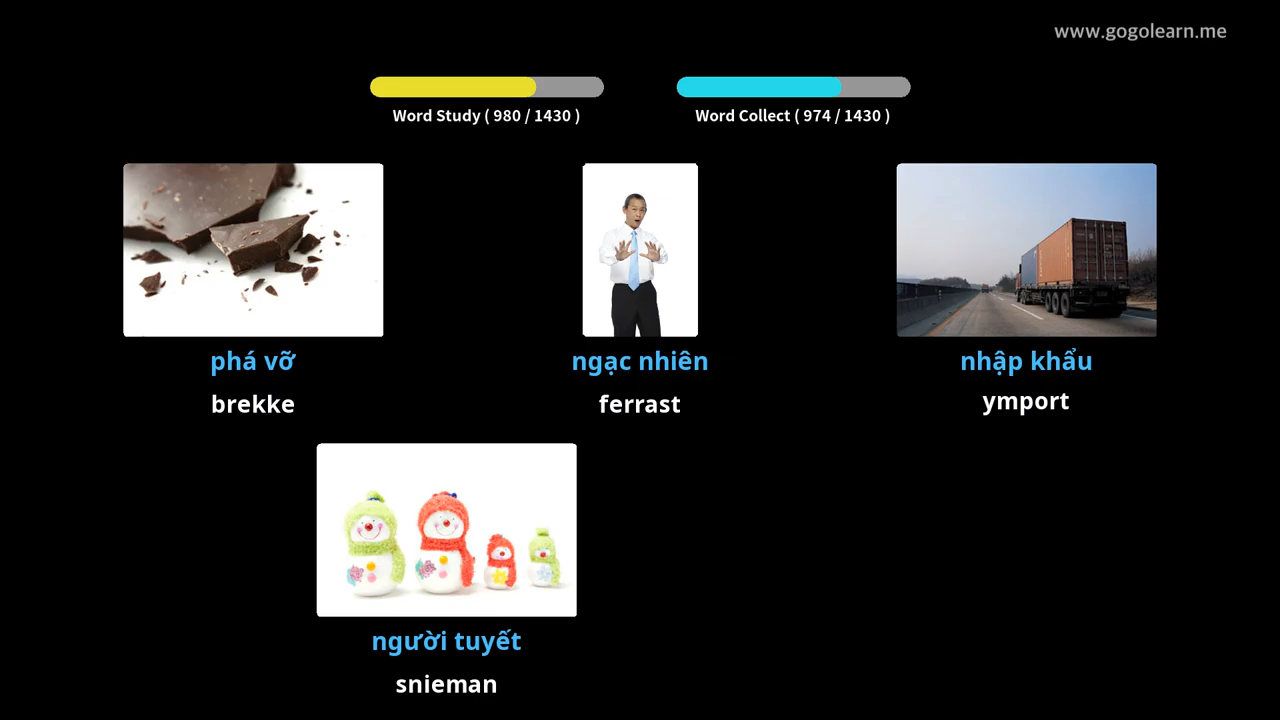 www.gogolearn.me
Word Study ( 980 / 1430 )
Word Collect ( 974 / 1430 )
phá vỡ
brekke
ngạc nhiên
ferrast
nhập khẩu
ymport
người tuyết
snieman